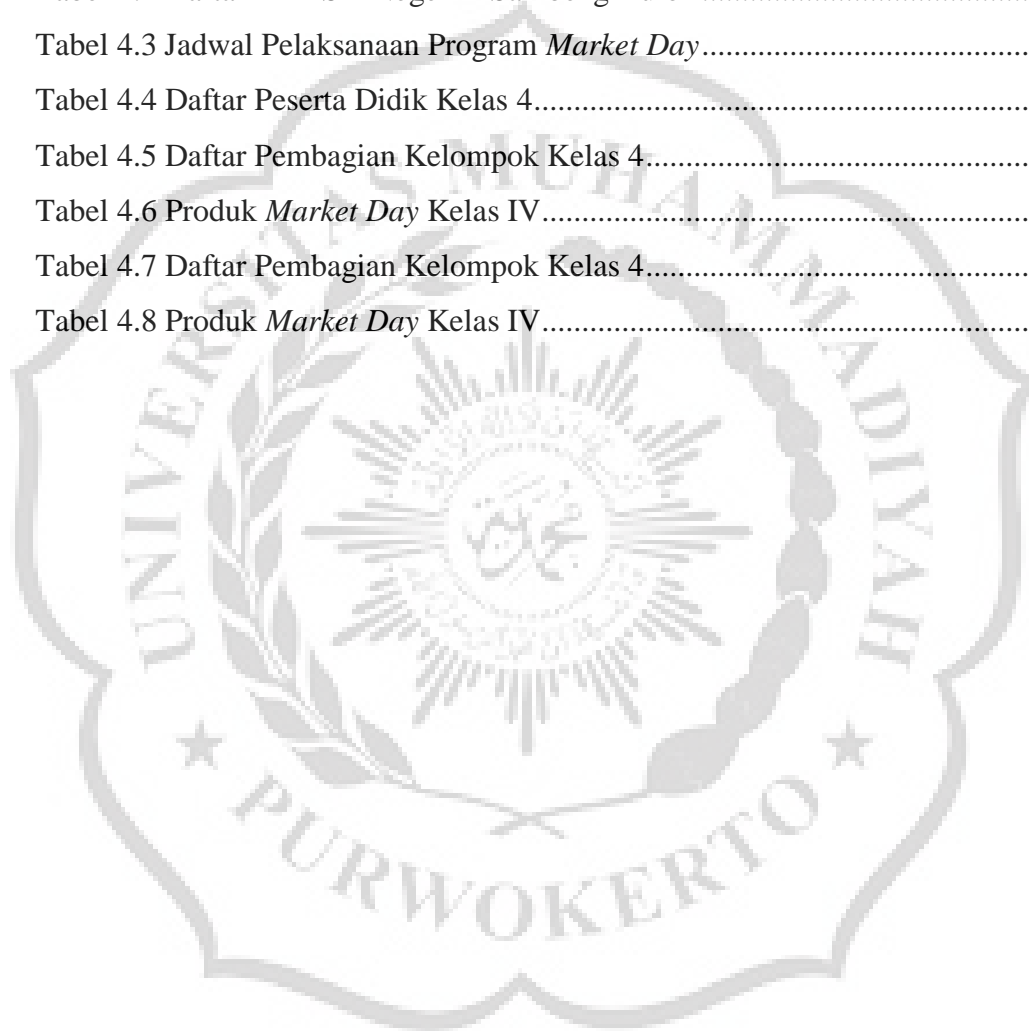 Tabel 4.3 Jadwal Pelaksanaan Program Market Day
Tabel 4.4 Daftar Peserta Didik Kelas 4
Tabel 4.5 Daftar Pembagian Kelompok Kelas 4
Tabel 4.6 Produk Market Day Kelas IV
Tabel 4.7 Daftar Pembagian Kelompok Kelas 4
Tabel 4.8 Produk Market Day Kelas IV
UNIVERSITAS MUHAMMADIYAH
PURWOKERTO